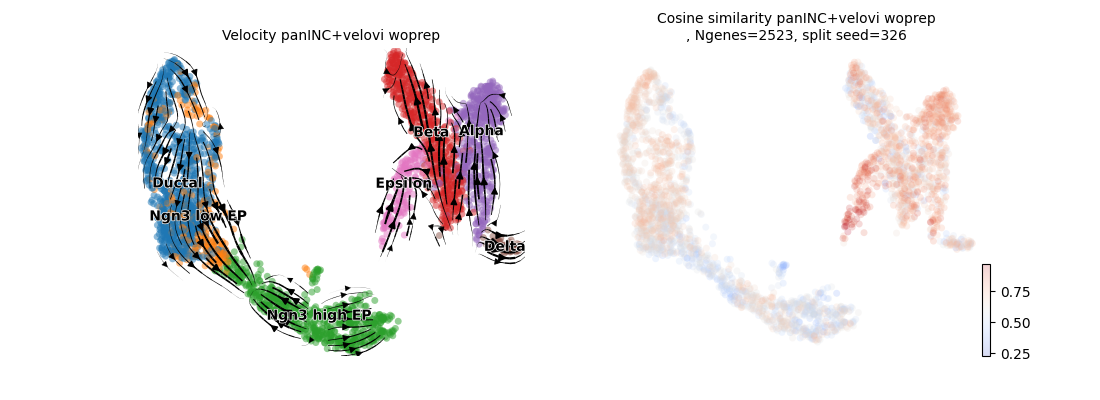 Velocity panINC+velovi woprep
Cosine similarity panINC+velovi woprep
, Ngenes=2523, split seed=326
Beta
Alpha
Epsilon
Ductal
Ngn3 low EP
Delta
Ngn3 high EP
0.75
0.50
0.25